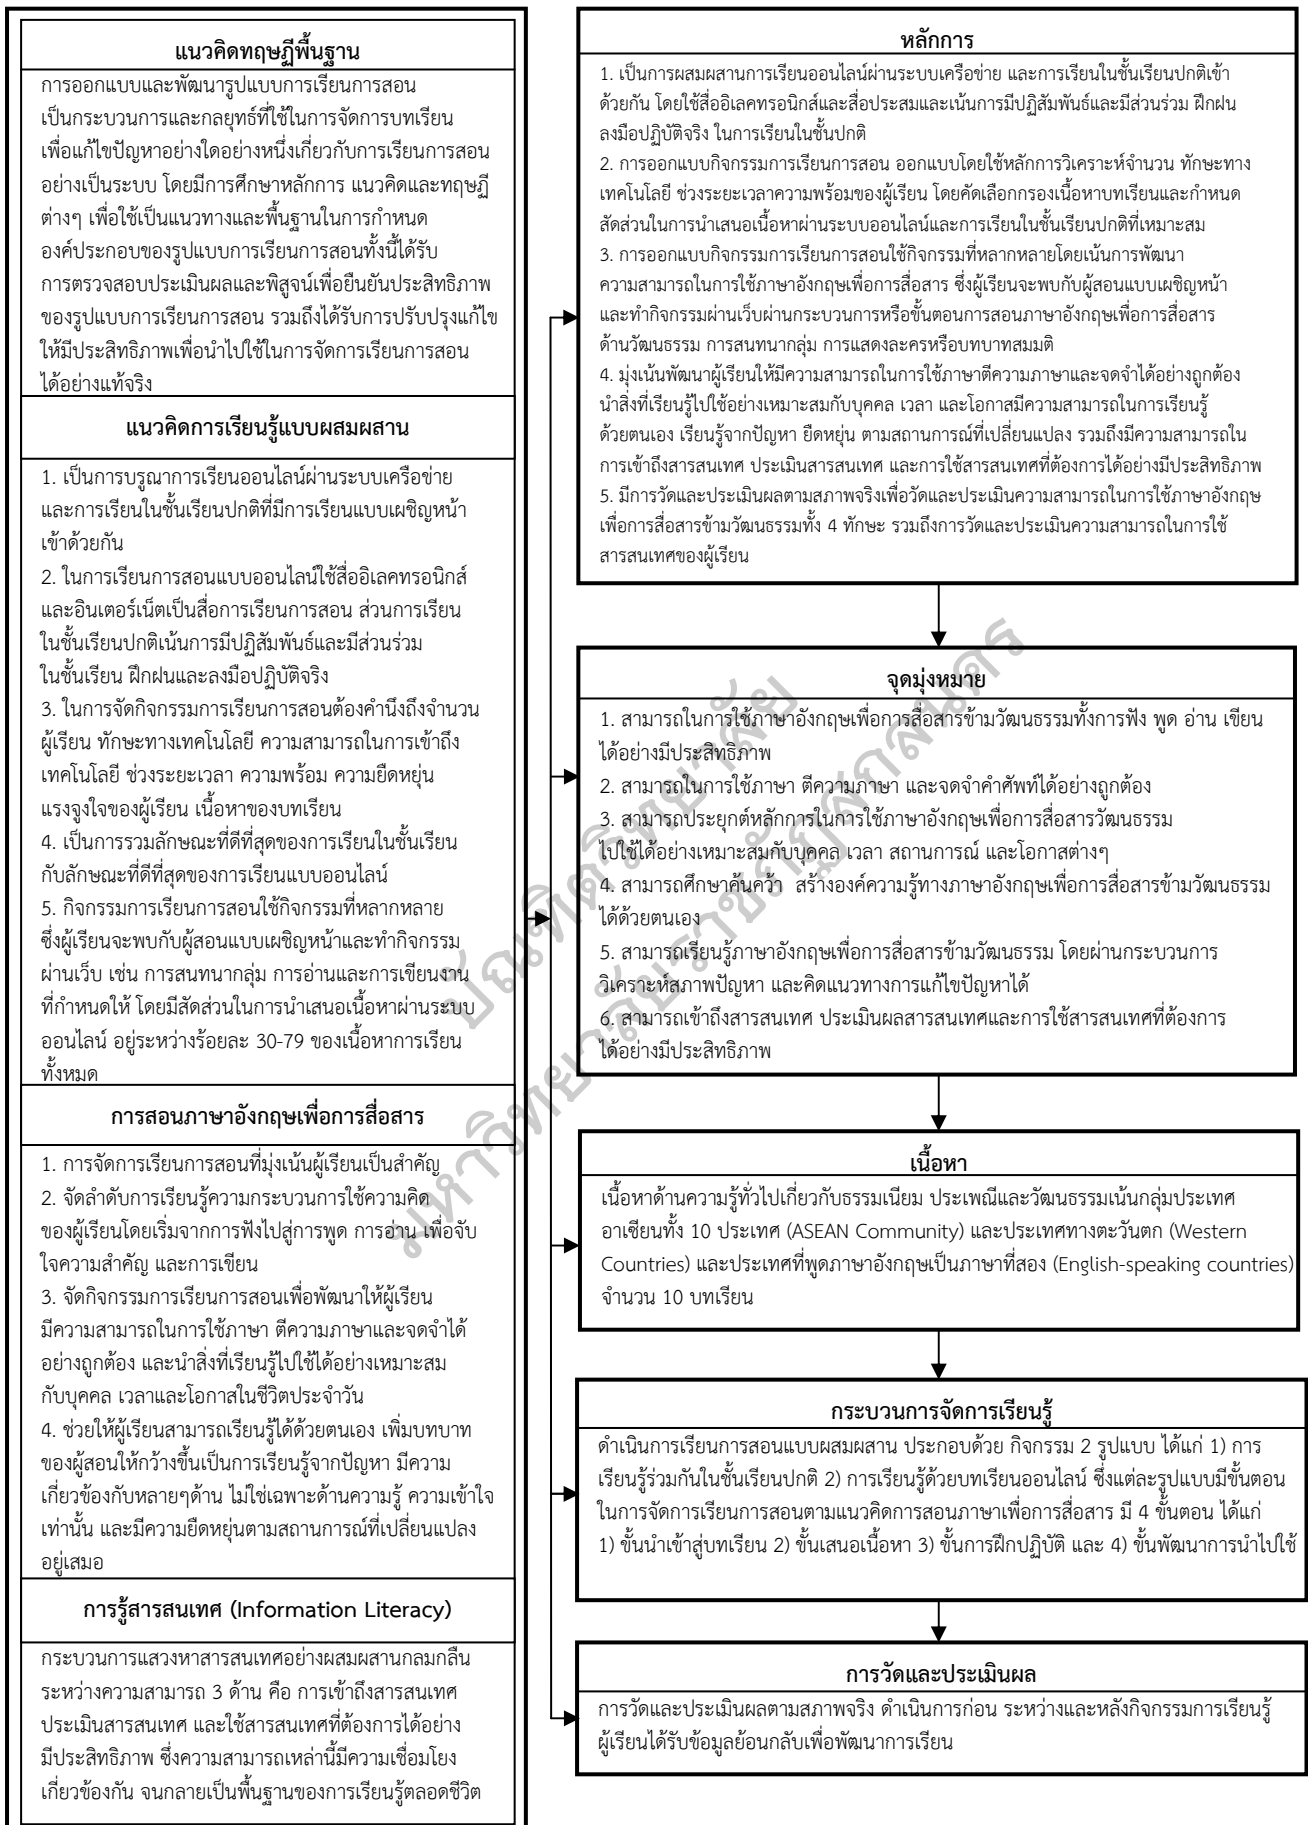 แนวคิดทฤษฎีพื้นฐาน
การออกแบบและพัฒนารูปแบบการเรียนการสอน
เป็นกระบวนการและกลยุทธ์ที่ใช้ในการจัดการบทเรียน
เพื่อแก้ไขปัญหาอย่างใดอย่างหนึ่งเกี่ยวกับการเรียนการสอน
อย่างเป็นระบบ โดยมีการศึกษาหลักการ แนวคิดและทฤษฎี
ต่างๆ เพื่อใช้เป็นแนวทางและพื้นฐานในการกำหนด
องค์ประกอบของรูปแบบการเรียนการสอนทั้งนี้ได้รับ
การตรวจสอบประเมินผลและพิสูจน์เพื่อยืนยันประสิทธิภาพ
ของรูปแบบการเรียนการสอน รวมถึงได้รับการปรับปรุงแก้ไข
ให้มีประสิทธิภาพเพื่อนำไปใช้ในการจัดการเรียนการสอน
ได้อย่างแท้จริง
แนวคิดการเรียนรู้แบบผสมผสาน
1. เป็นการบรูณาการเรียนออนไลน์ผ่านระบบเครือข่าย
และการเรียนในชั้นเรียนปกติที่มีการเรียนแบบเผชิญหน้า
เข้าด้วยกัน
2. ในการเรียนการสอนแบบออนไลน์ใช้สื่ออิเลคทรอนิกส์
และอินเตอร์เน็ตเป็นสื่อการเรียนการสอน ส่วนการเรียน
ในชั้นเรียนปกติเน้นการมีปฏิสัมพันธ์และมีส่วนร่วม
ในชั้นเรียน ฝึกฝนและลงมือปฏิบัติจริง
3. ในการจัดกิจกรรมการเรียนการสอนต้องคำนึงถึงจำนวน
ผู้เรียน ทักษะทางเทคโนโลยี ความสามารถในการเข้าถึง
เทคโนโลยี ช่วงระยะเวลา ความพร้อม ความยืดหยุ่น
แรงจูงใจของผู้เรียน เนื้อหาของบทเรียน
4. เป็นการรวมลักษณะที่ดีที่สุดของการเรียนในชั้นเรียน
กับลักษณะที่ดีที่สุดของการเรียนแบบออนไลน์
5. กิจกรรมการเรียนการสอนใช้กิจกรรมที่หลากหลาย
ซึ่งผู้เรียนจะพบกับผู้สอนแบบเผชิญหน้าและทำกิจกรรม
ผ่านเว็บ เช่น การสนทนากลุ่ม การอ่านและการเขียนงาน
ที่กำหนดให้ โดยมีสัดส่วนในการนำเสนอเนื้อหาผ่านระบบ
ออนไลน์ อยู่ระหว่างร้อยละ 30-79 ของเนื้อหาการเรียน
ทั้งหมด
การสอนภาษาอังกฤษเพื่อการสื่อสาร
1. การจัดการเรียนการสอนที่มุ่งเน้นผู้เรียนเป็นสำคัญ
2. จัดลำดับการเรียนรู้ความกระบวนการใช้ความคิด
ของผู้เรียนโดยเริ่มจากการฟังไปสู่การพูด การอ่าน เพื่อจับ
ใจความสำคัญ และการเขียน
3. จัดกิจกรรมการเรียนการสอนเพื่อพัฒนาให้ผู้เรียน
มีความสามารถในการใช้ภาษา ตีความภาษาและจดจำได้
อย่างถูกต้อง และนำสิ่งที่เรียนรู้ไปใช้ได้อย่างเหมาะสม
กับบุคคล เวลาและโอกาสในชีวิตประจำวัน
4. ช่วยให้ผู้เรียนสามารถเรียนรู้ได้ด้วยตนเอง เพิ่มบทบาท
ของผู้สอนให้กว้างขึ้นเป็นการเรียนรู้จากปัญหา มีความ
เกี่ยวข้องกับหลายๆด้าน ไม่ใช่เฉพาะด้านความรู้ ความเข้าใจ
เท่านั้น และมีความยืดหยุ่นตามสถานการณ์ที่เปลี่ยนแปลง
อยู่เสมอ
การรู้สารสนเทศ (Information Literacy)
กระบวนการแสวงหาสารสนเทศอย่างผสมผสานกลมกลืน
ระหว่างความสามารถ 3 ด้าน คือ การเข้าถึงสารสนเทศ
ประเมินสารสนเทศ และใช้สารสนเทศที่ต้องการได้อย่าง
มีประสิทธิภาพ ซึ่งความสามารถเหล่านี้มีความเชื่อมโยง
เกี่ยวข้องกัน จนกลายเป็นพื้นฐานของการเรียนรู้ตลอดชีวิต
หลักการ
1. เป็นการผสมผสานการเรียนออนไลน์ผ่านระบบเครือข่าย และการเรียนในชั้นเรียนปกติเข้า
ด้วยกัน โดยใช้สื่ออิเลคทรอนิกส์และสื่อประสมและเน้นการมีปฏิสัมพันธ์และมีส่วนร่วม ฝึกฝน
ลงมือปฏิบัติจริง ในการเรียนในชั้นปกติ
2. การออกแบบกิจกรรมการเรียนการสอน ออกแบบโดยใช้หลักการวิเคราะห์จำนวน ทักษะทาง
เทคโนโลยี ช่วงระยะเวลาความพร้อมของผู้เรียน โดยคัดเลือกกรองเนื้อหาบทเรียนและกำหนด
สัดส่วนในการนำเสนอเนื้อหาผ่านระบบออนไลน์และการเรียนในชั้นเรียนปกติที่เหมาะสม
3. การออกแบบกิจกรรมการเรียนการสอนใช้กิจกรรมที่หลากหลายโดยเน้นการพัฒนา
ความสามารถในการใช้ภาษาอังกฤษเพื่อการสื่อสาร ซึ่งผู้เรียนจะพบกับผู้สอนแบบเผชิญหน้า
และทำกิจกรรมผ่านเว็บผ่านกระบวนการหรือขั้นตอนการสอนภาษาอังกฤษเพื่อการสื่อสาร
ด้านวัฒนธรรม การสนทนากลุ่ม การแสดงละครหรือบทบาทสมมติ
4. มุ่งเน้นพัฒนาผู้เรียนให้มีความสามารถในการใช้ภาษาตีความภาษาและจดจำได้อย่างถูกต้อง
นำสิ่งที่เรียนรู้ไปใช้อย่างเหมาะสมกับบุคคล เวลา และโอกาสมีความสามารถในการเรียนรู้
ด้วยตนเอง เรียนรู้จากปัญหา ยืดหยุ่น ตามสถานการณ์ที่เปลี่ยนแปลง รวมถึงมีความสามารถใน
การเข้าถึงสารสนเทศ ประเมินสารสนเทศ และการใช้สารสนเทศที่ต้องการได้อย่างมีประสิทธิภาพ
5. มีการวัดและประเมินผลตามสภาพจริงเพื่อวัดและประเมินความสามารถในการใช้ภาษาอังกฤษ
เพื่อการสื่อสารข้ามวัฒนธรรมทั้ง 4 ทักษะ รวมถึงการวัดและประเมินความสามารถในการใช้
สารสนเทศของผู้เรียน
จุดมุ่งหมาย
1. สามารถในการใช้ภาษาอังกฤษเพื่อการสื่อสารข้ามวัฒนธรรมทั้งการฟัง พูด อ่าน เขียน
ได้อย่างมีประสิทธิภาพ
2. สามารถในการใช้ภาษา ตีความภาษา และจดจำคำศัพท์ได้อย่างถูกต้อง
3. สามารถประยุกต์หลักการในการใช้ภาษาอังกฤษเพื่อการสื่อสารวัฒนธรรม
ไปใช้ได้อย่างเหมาะสมกับบุคคล เวลา สถานการณ์ และโอกาสต่างๆ
4. สามารถศึกษาค้นคว้า สร้างองค์ความรู้ทางภาษาอังกฤษเพื่อการสื่อสารข้ามวัฒนธรรม
ได้ด้วยตนเอง
5. สามารถเรียนรู้ภาษาอังกฤษเพื่อการสื่อสารข้ามวัฒนธรรม โดยผ่านกระบวนการ
วิเคราะห์สภาพปัญหา และคิดแนวทางการแก้ไขปัญหาได้
6. สามารถเข้าถึงสารสนเทศ ประเมินผลสารสนเทศและการใช้สารสนเทศที่ต้องการ
ได้อย่างมีประสิทธิภาพ
เนื้อหา
เนื้อหาด้านความรู้ทั่วไปเกี่ยวกับธรรมเนียม ประเพณีและวัฒนธรรมเน้นกลุ่มประเทศ
อาเซียนทั้ง 10 ประเทศ (ASEAN Community) และประเทศทางตะวันตก (Western
Countries) และประเทศที่พูดภาษาอังกฤษเป็นภาษาที่สอง (English-speaking countries)
จำนวน 10 บทเรียน
กระบวนการจัดการเรียนรู้
ดำเนินการเรียนการสอนแบบผสมผสาน ประกอบด้วย กิจกรรม 2 รูปแบบ ได้แก่ 1) การ
เรียนรู้ร่วมกันในชั้นเรียนปกติ 2) การเรียนรู้ด้วยบทเรียนออนไลน์ ซึ่งแต่ละรูปแบบมีขั้นตอน
ในการจัดการเรียนการสอนตามแนวคิดการสอนภาษาเพื่อการสื่อสาร มี 4 ขั้นตอน ได้แก่
1) ขั้นนำเข้าสู่บทเรียน 2) ขั้นเสนอเนื้อหา 3) ขั้นการฝึกปฏิบัติ และ 4) ขั้นพัฒนาการนำไปใช้
การวัดและประเมินผล
การวัดและประเมินผลตามสภาพจริง ดำเนินการก่อน ระหว่างและหลังกิจกรรมการเรียนรู้
ผู้เรียนได้รับข้อมูลย้อนกลับเพื่อพัฒนาการเรียน
บัณฑิตวิทยาลัย
มหาวิทยาลัยราชภัฏสกลนคร